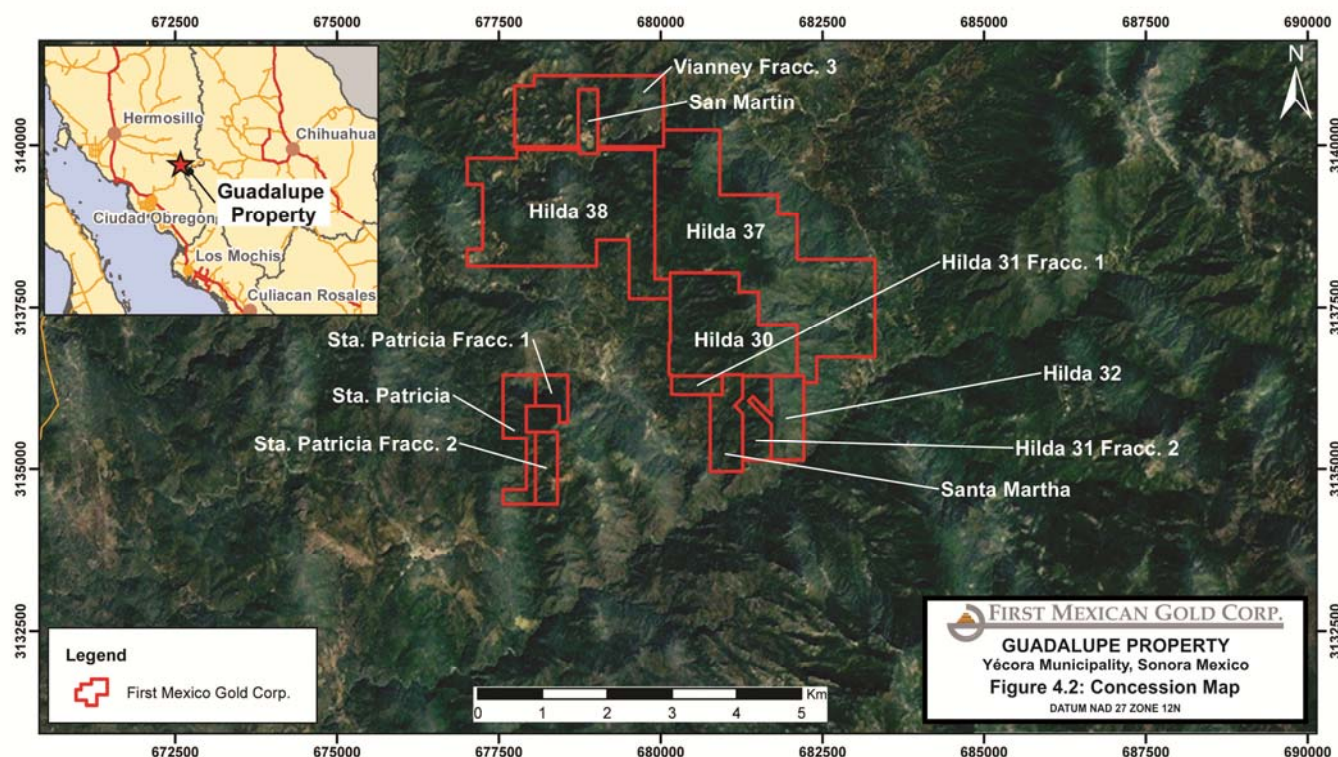 672500 675000 677500 680000 682500 685000 687500 690000
N
Hermosillo
Chihuahua
Guadalupe
Property
Ciudad Obregon
Los Mochis
Culiacan Rosales
Vianney Fracc. 3
San Martin
Hilda 38
Hilda 37
Hilda 31 Fracc. 1
Hilda 30
Sta. Patricia Fracc. 1
Hilda 32
Sta. Patricia
Sta. Patricia Fracc. 2
Hilda 31 Fracc. 2
Santa Martha
3140000
3137500
3135000
3132500
3140000
3137500
3135000
3132500
Legend
First Mexico Gold Corp.
Km
0 1 2 3 4 5
FIRST MEXICAN GOLD CORP.
GUADALUPE PROPERTY
Yécora Municipality, Sonora Mexico
Figure 4.2: Concession Map
DATUM NAD 27 ZONE 12N
672500 675000 677500 680000 682500 685000 687500 690000